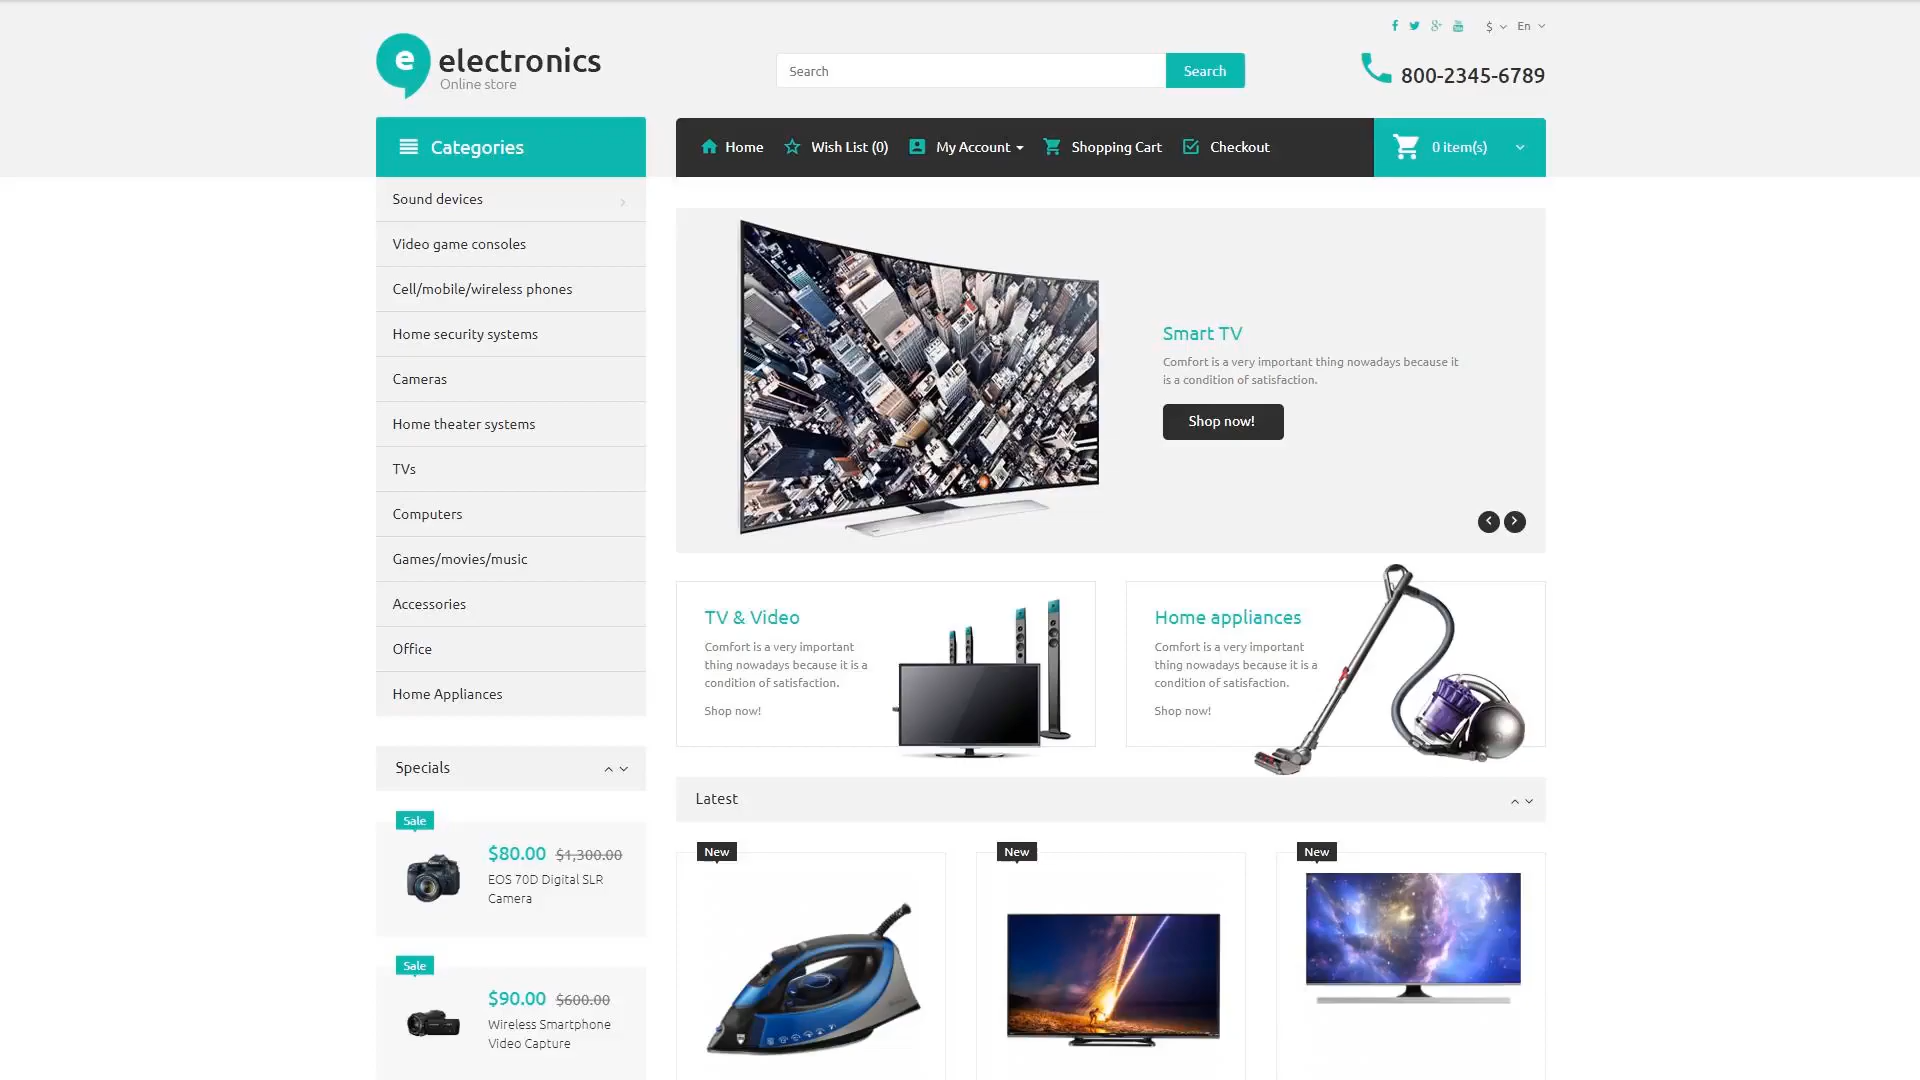 $ En
e electronics
Online store
Search Search
800-2345-6789
Categories
Home Wish List (0) My Account Shopping Cart Checkout
0 item(s)
Sound devices
Video game consoles
Cell/mobile/wireless phones
Home security systems
Cameras
Home theater systems
TVs
Computers
Games/movies/music
Accessories
Office
Home Appliances
Smart TV
Comfort is a very important thing nowadays because it
is a condition of satisfaction.
Shop now!
TV & Video
Comfort is a very important
thing nowadays because it is a
condition of satisfaction.
Shop now!
Home appliances
Comfort is a very important
thing nowadays because it is a
condition of satisfaction.
Shop now!
Specials
Sale
$80.00 $1,300.00
EOS 70D Digital SLR
Camera
Sale
$90.00 $600.00
Wireless Smartphone
Video Capture
Latest
New
New
New